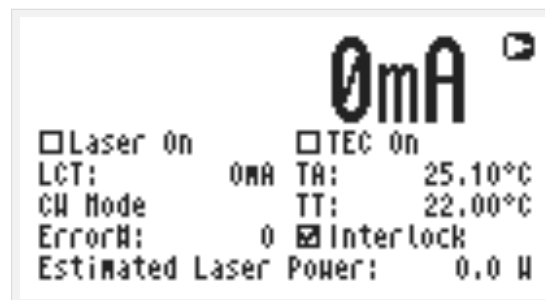 0mA
Laser On TEC On
LCT: 0mA TA: 25.10°C
CW Mode TT: 22.00°C
Error#: 0 Interlock
Estimated Laser Power: 0.0 W